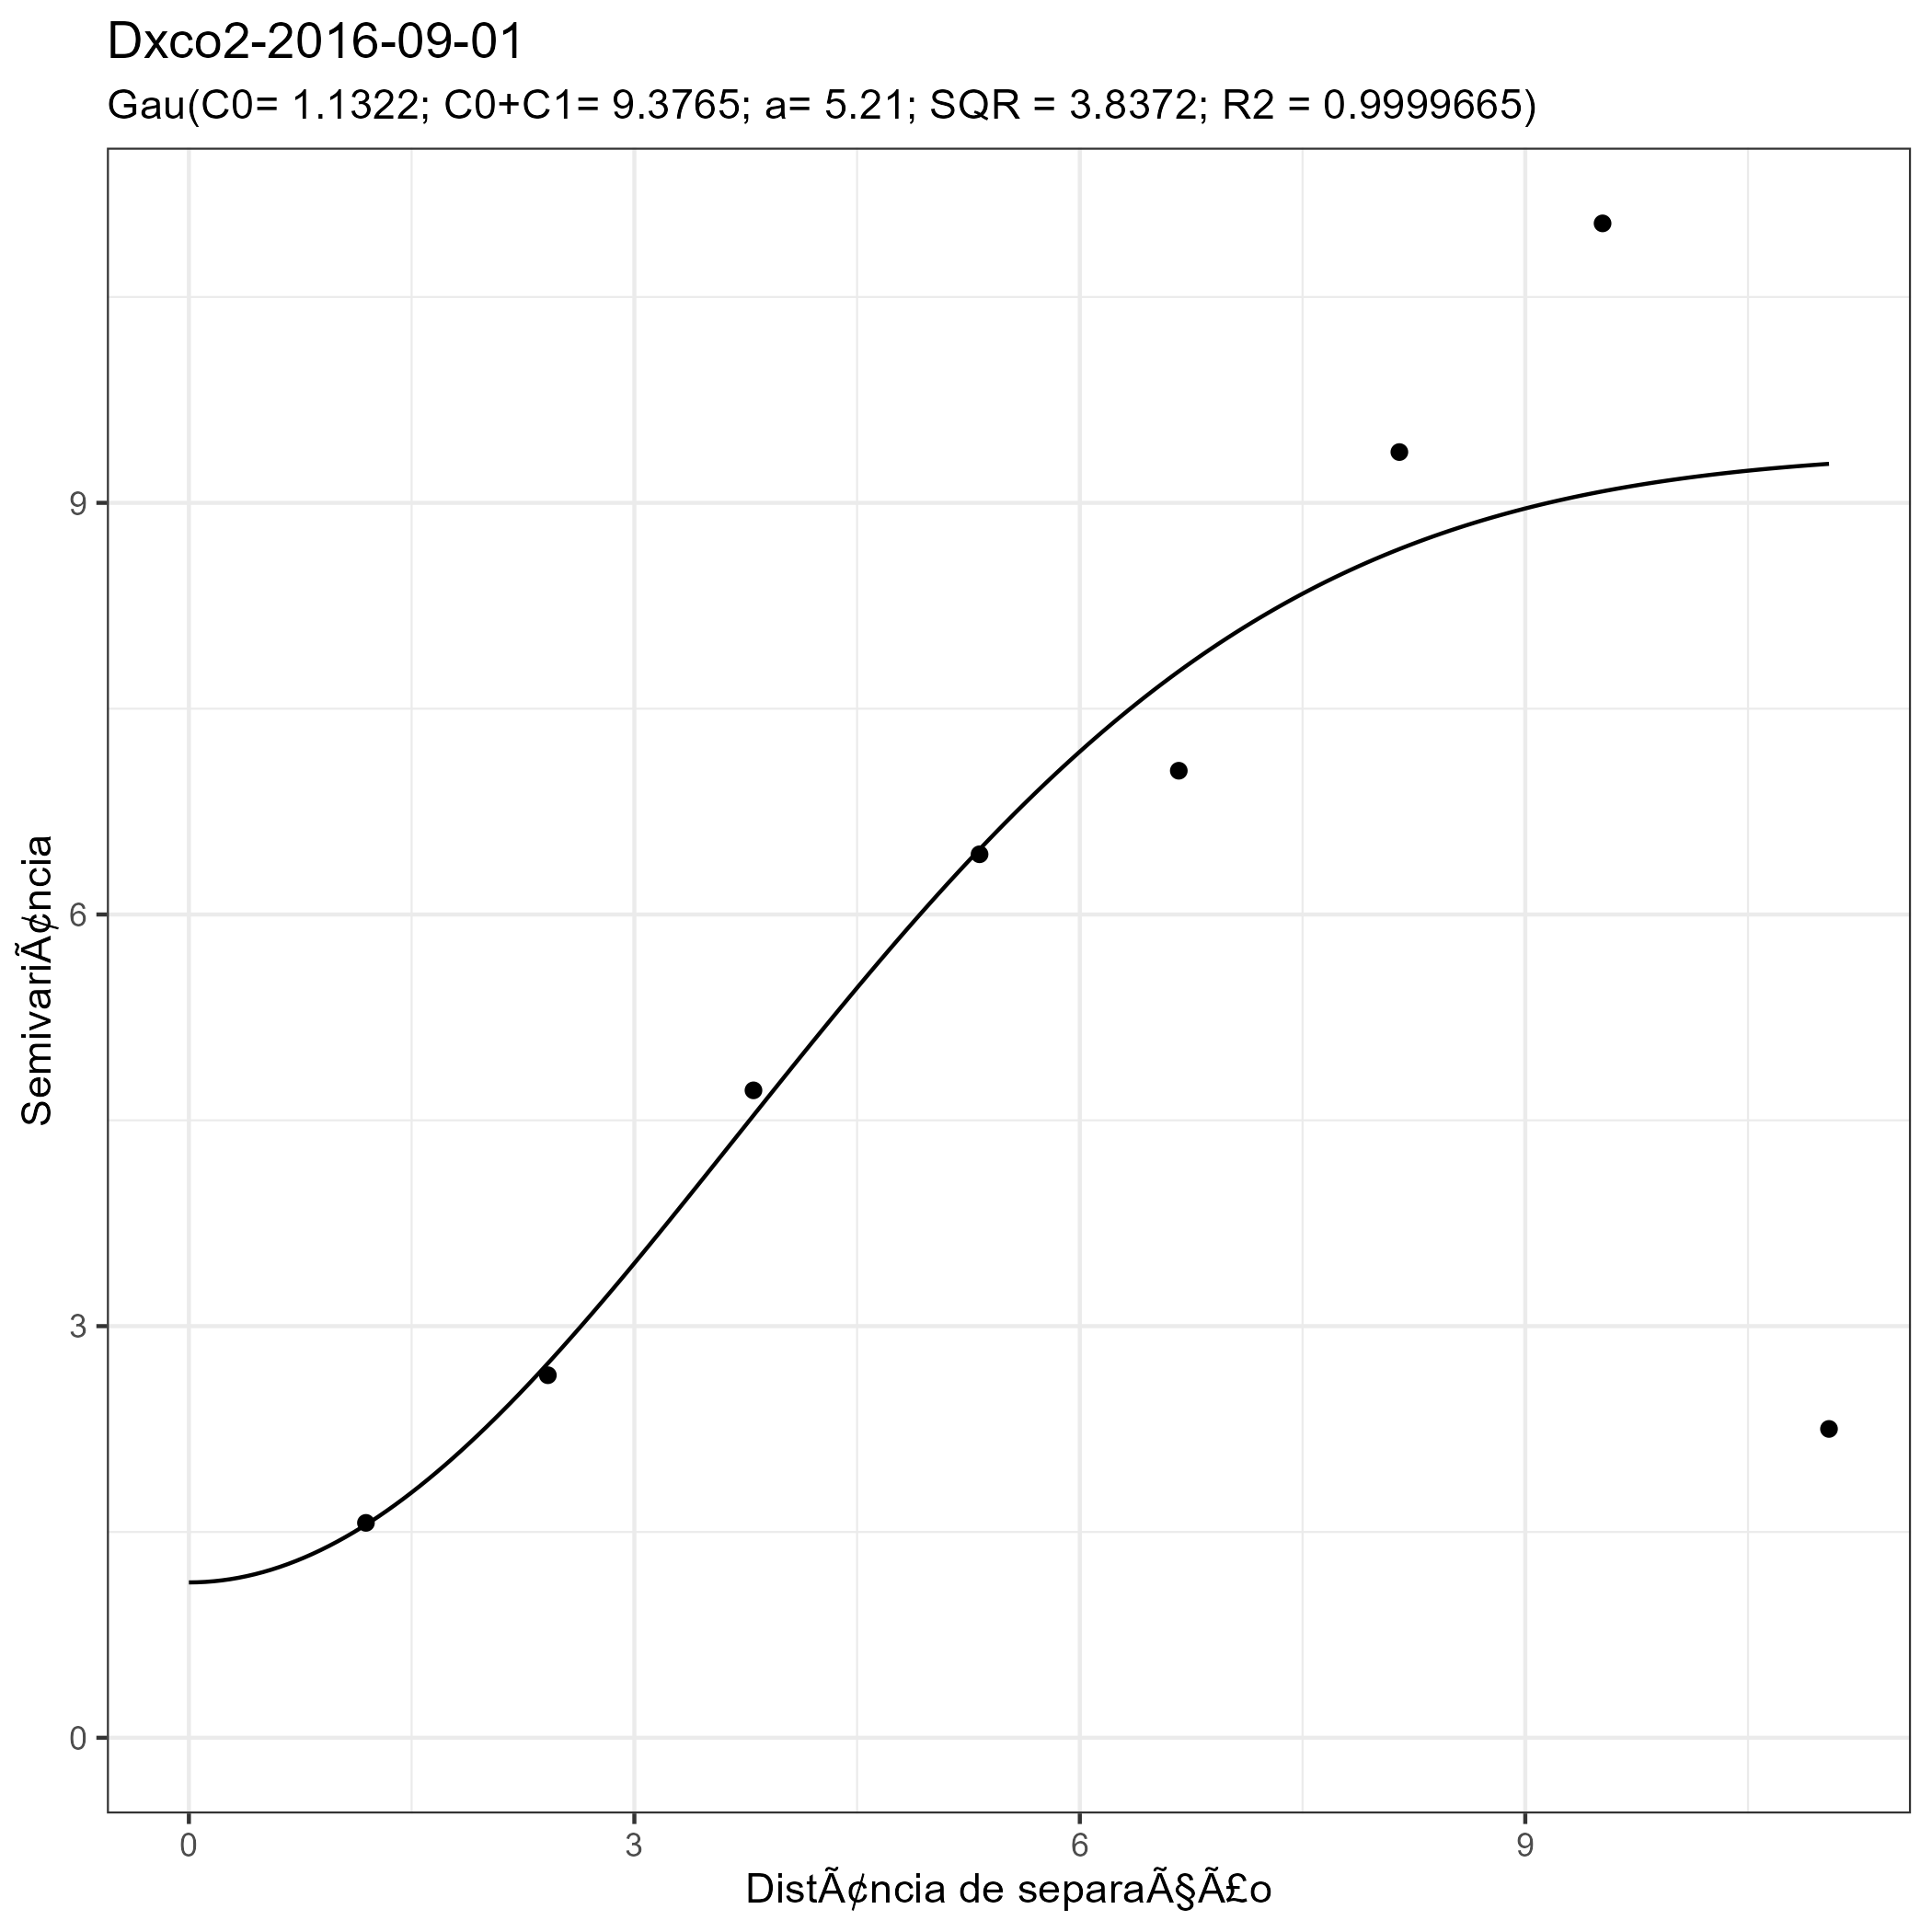 Dxco2-2016-09-01
Gau(C0= 1.1322; C0+C1= 9.3765; a= 5.21; SQR = 3.8372; R2 = 0.9999665)
SemivariÃ¢ncia
9
6
3
0
0 3 6 9
DistÃ¢ncia de separaÃ§Ã£o